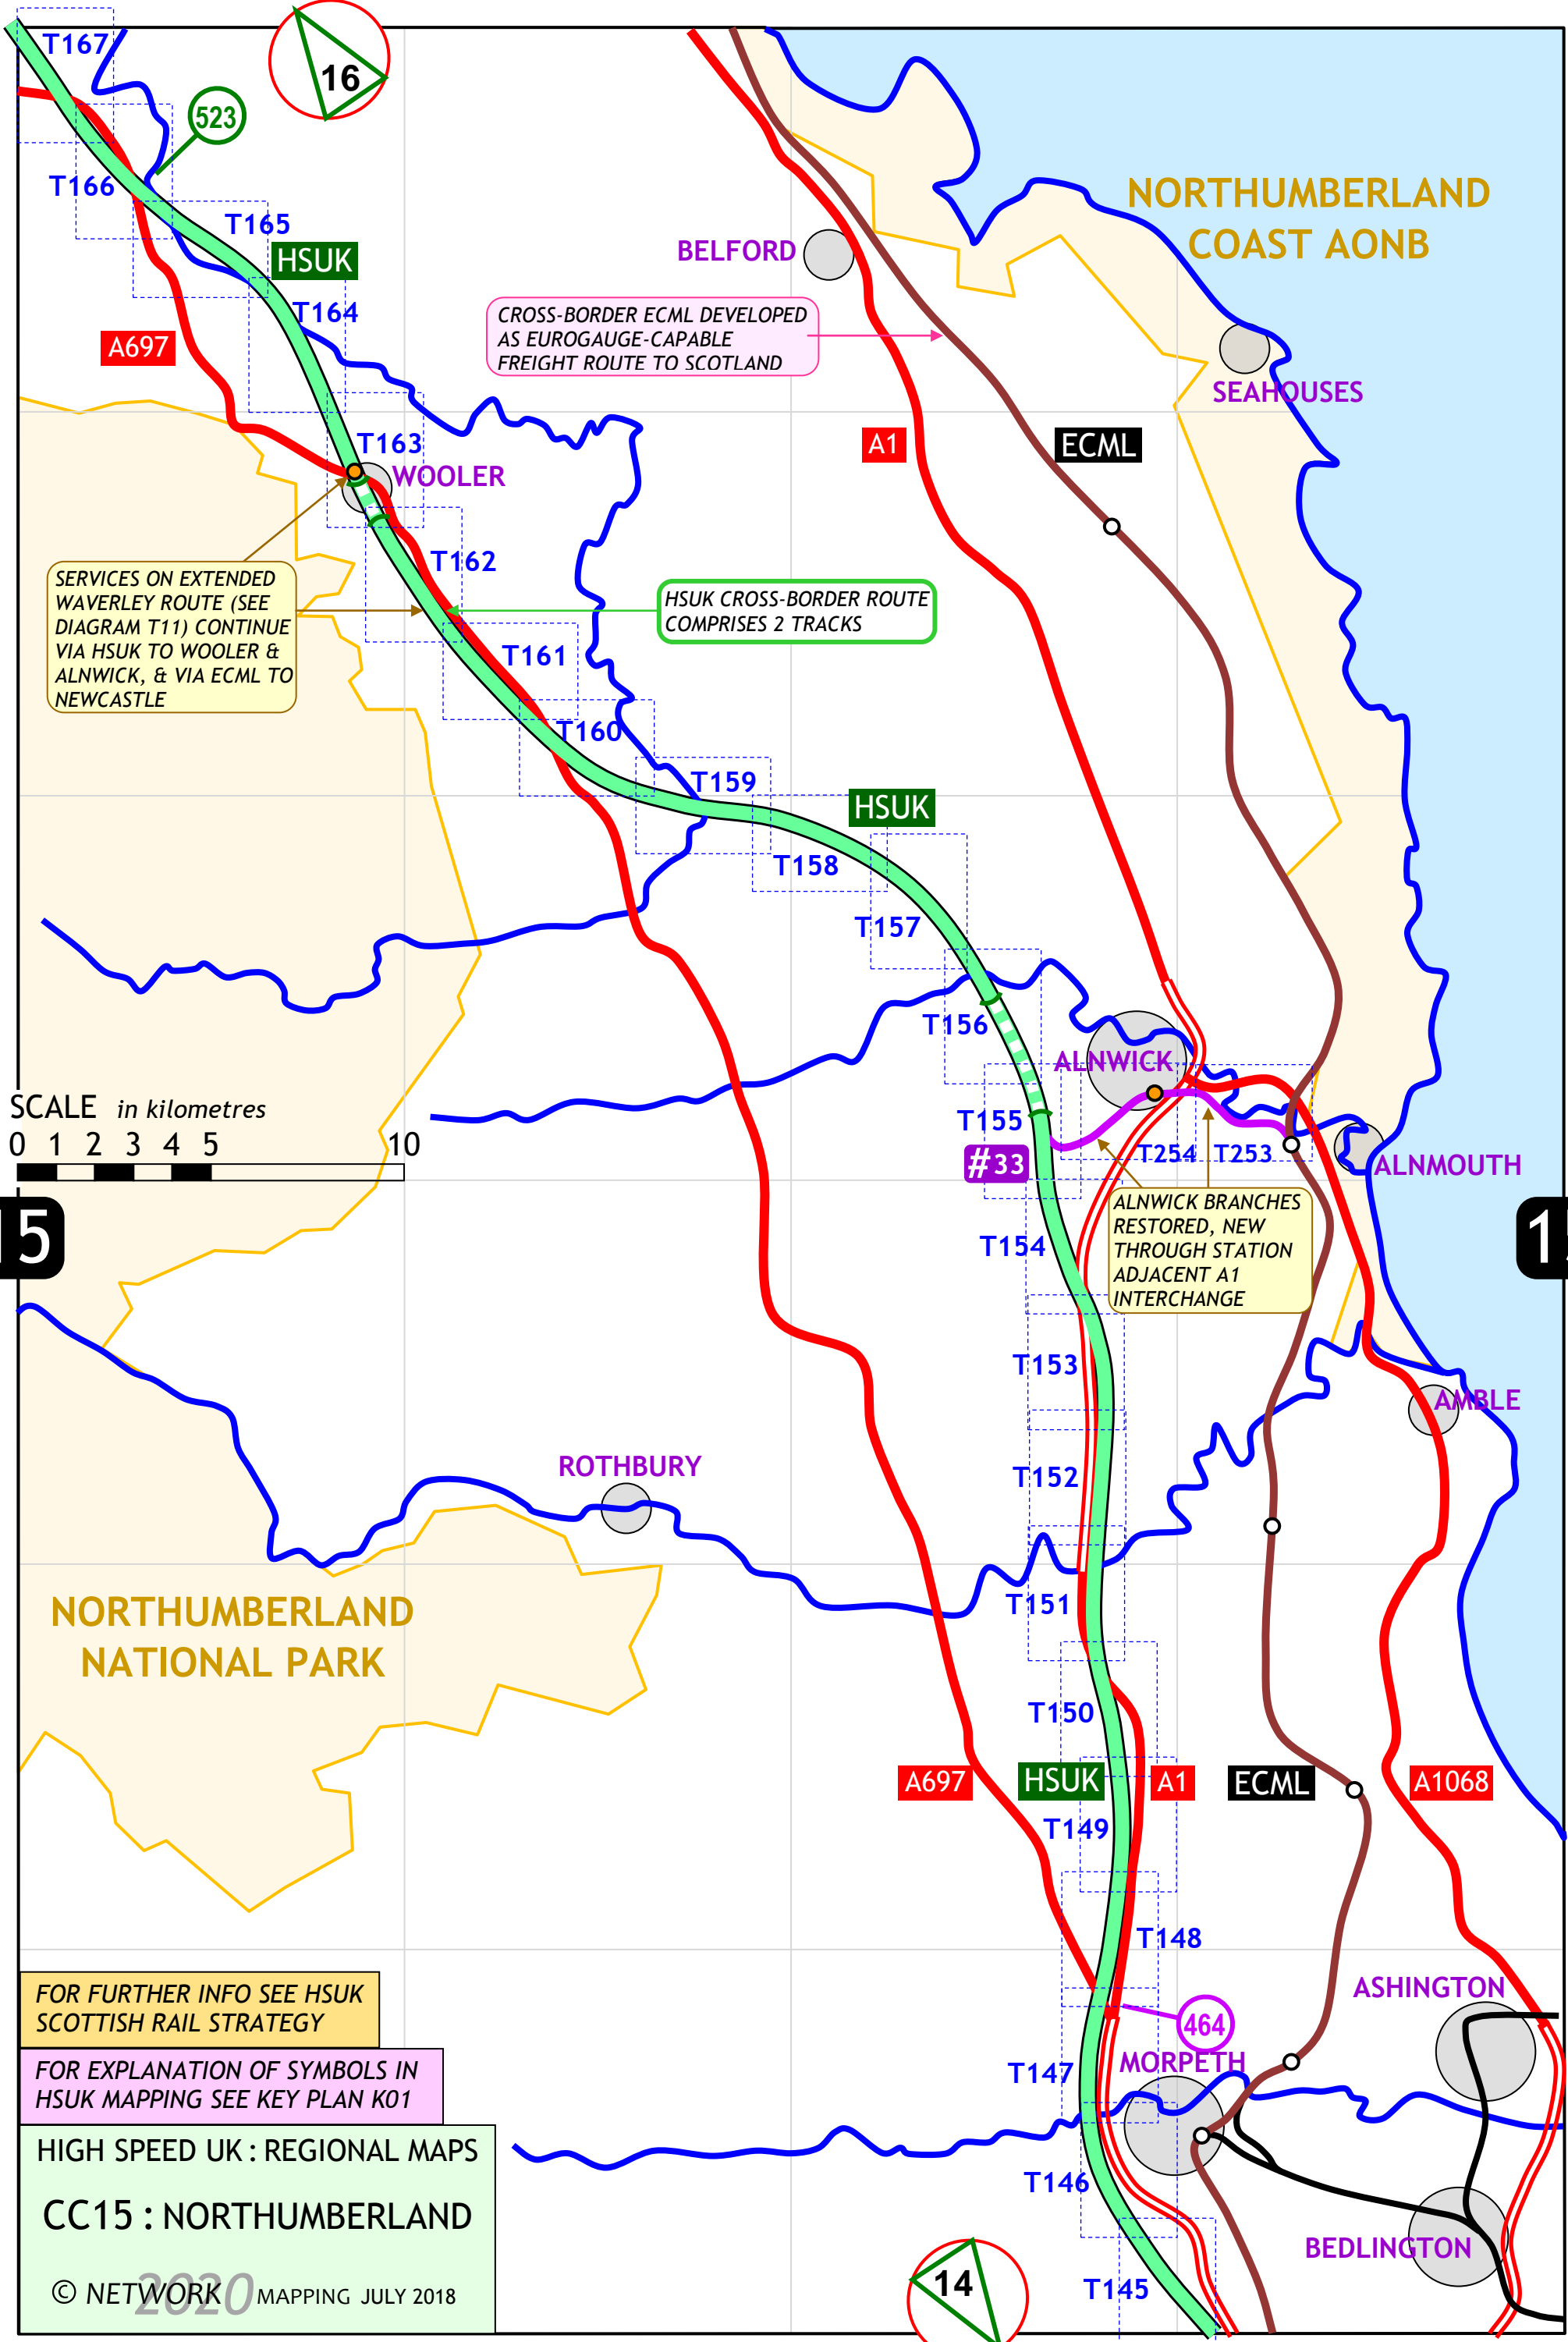 T167
16
523
T166
T165
NORTHUMBERLAND
COAST AONB
HSUK
BELFORD
T164
CROSS-BORDER ECML DEVELOPED
AS EUROGAUGE-CAPABLE
FREIGHT ROUTE TO SCOTLAND
A697
SEAHOUSES
T163
A1
ECML
WOOLER
T162
SERVICES ON EXTENDED
WAVERLEY ROUTE (SEE
DIAGRAM T11) CONTINUE
VIA HSUK TO WOOLER &
ALNWICK, & VIA ECML TO
NEWCASTLE
HSUK CROSS-BORDER ROUTE
COMPRISES 2 TRACKS
T161
T160
T159
HSUK
T158
T157
T156
ALNWICK
SCALE in kilometres
0 1 2 3 4 5 10
T155
#33
T254
T253
ALNMOUTH
ALNWICK BRANCHES
RESTORED, NEW
THROUGH STATION
ADJACENT A1
INTERCHANGE
15
15
T154
T153
AMBLE
ROTHBURY
T152
T151
NORTHUMBERLAND
NATIONAL PARK
T150
A697
HSUK
A1
ECML
A1068
T149
T148
FOR FURTHER INFO SEE HSUK
SCOTTISH RAIL STRATEGY
ASHINGTON
464
MORPETH
T147
FOR EXPLANATION OF SYMBOLS IN
HSUK MAPPING SEE KEY PLAN K01
HIGH SPEED UK : REGIONAL MAPS
T146
CC15 : NORTHUMBERLAND
BEDLINGTON
14
T145
© NETWORK 2020 MAPPING JULY 2018